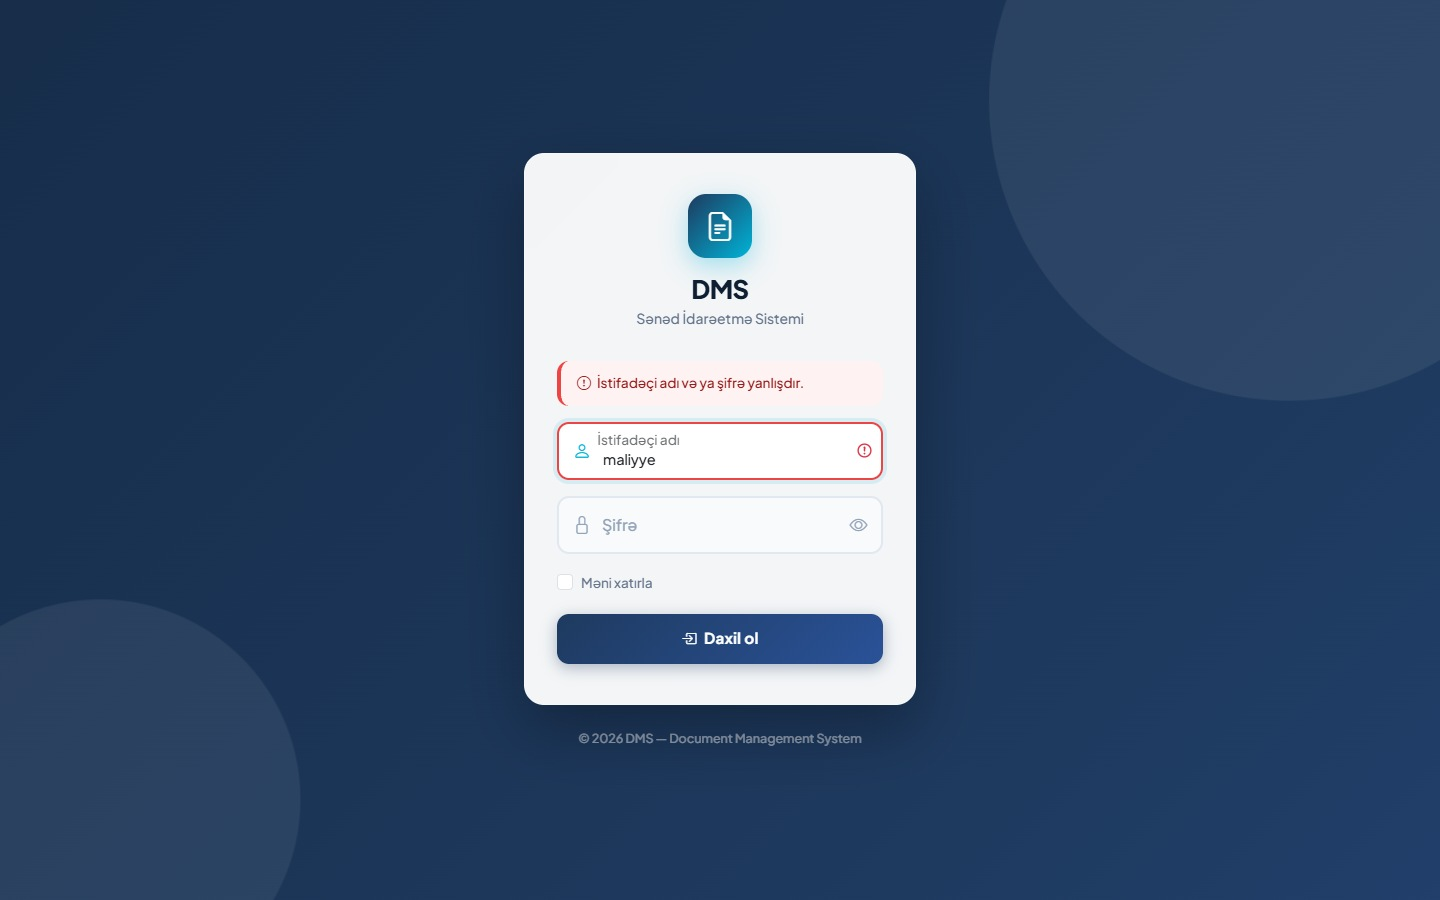 DMS
Sənəd İdarəetmə Sistemi
İstifadəçi adı və ya şifrə yanlışdır.
İstifadəçi adı
maliyye
Şifrə
Məni xatırla
Daxil ol
© 2026 DMS — Document Management System